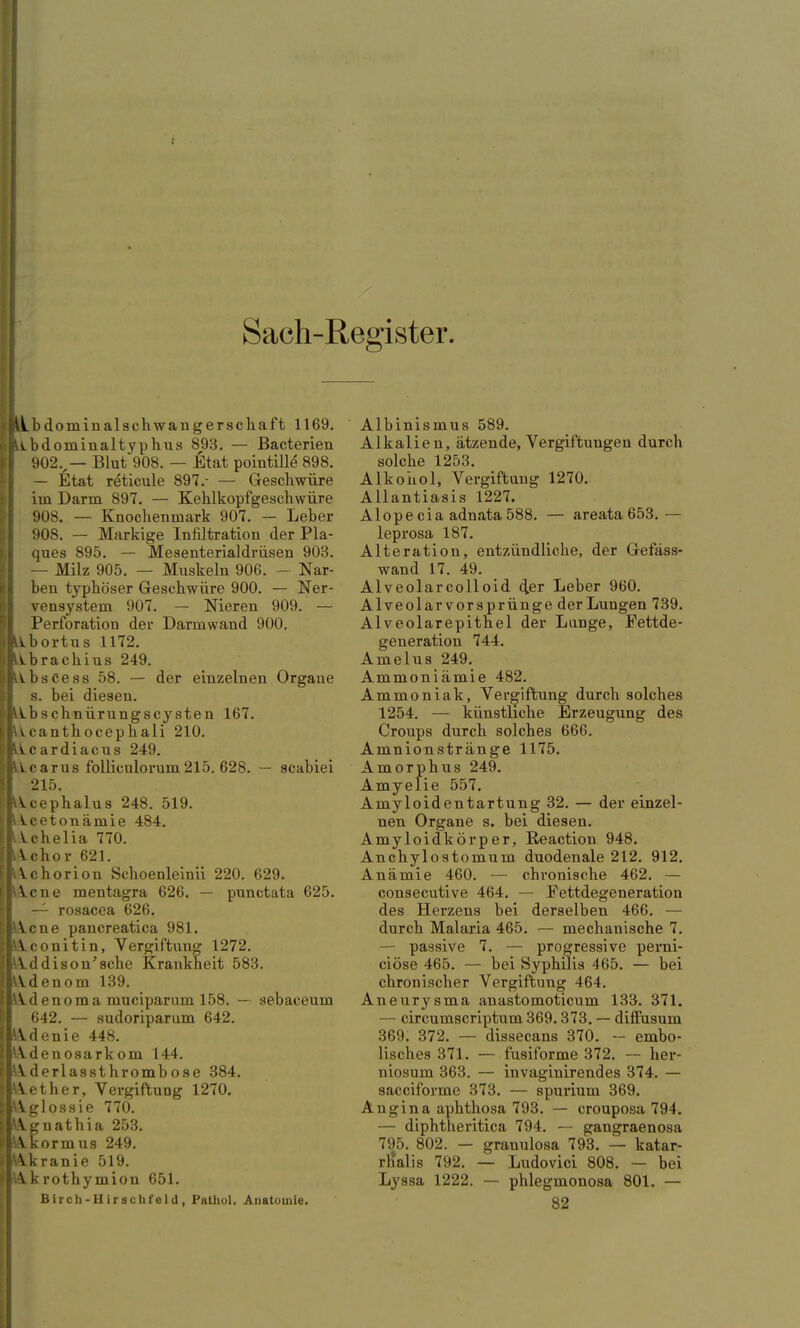 Sach-Register.
Abdominalschwangerschaft 1169.
Abdominaltyphus 893. — Bacterien
902. — Blut 908. — État pointillé 898.
— État reticule 897. — Geschwüre
im Darm 897. — Kehlkopfgeschwüre
908. — Knochenmark 907. — Leber
908. — Markige Infiltration der Pla-
ques 895. — Mesenterialdrüsen 903.
— Milz 905. — Muskeln 906. — Nar-
ben typhöser Geschwüre 900. — Ner-
vensystem 907. — Nieren 909. —
Perforation der Darmwand 900.
Abortus 1172.
Abrachius 249.
Abscess 58. — der einzelnen Organe
s. bei diesen.
Abschnürungscysten 167.
Acanthocephali 210.
Acardiacus 249.
Acarus folliculorum 215. 628. — scabiei
215.
Acephalus 248. 519.
Acetonämie 484.
Achelia 770.
Achor 621.
Achorion Schoenleinii 220. 629.
Acne mentagra 626. — punctata 625.
— rosacea 626.
Acne pancreatica 981.
Aconitin, Vergiftung 1272.
Addison'sche Krankheit 583.
Adenom 139.
Adenoma muciparum 158. — sebaceum
642. — sudoriparum 642.
Adenie 448.
Adenosarkom 144.
Aderlassthrombose 384.
Aether, Vergiftung 1270.
Aglossie 770.
Agnathia 253.
Akormus 249.
Akranie 519.
Akrothymion 651.
Birch-Hirschfeld, Pathol. Anatomie.
Albinismus 589.
Alkalien, ätzende, Vergiftungen durch
solche 1253.
Alkohol, Vergiftung 1270.
Allantiasis 1227.
Alopecia adnata 588. — areata 653. —
leprosa 187.
Alteration, entzündliche, der Gefäss-
wand 17. 49.
Alveolarcolloid der Leber 960.
Alveolarvorsprünge der Lungen 739.
Alveolarepithel der Lunge, Fettde-
generation 744.
Amelus 249.
Ammoniämie 482.
Ammoniak, Vergiftung durch solches
1254. — künstliche Erzeugung des
Croups durch solches 666.
Amnionstränge 1175.
Amorphus 249.
Amyelie 557.
Amyloidentartung 32. — der einzel-
nen Organe s. bei diesen.
Amyloidkörper, Reaction 948.
Anchylostomum duodenale 212. 912.
Anämie 460. — chronische 462. —
consecutive 464. — Fettdegeneration
des Herzens bei derselben 466. —
durch Malaria 465. — mechanische 7.
— passive 7. — progressive perni-
ciöse 465. — bei Syphilis 465. — bei
chronischer Vergiftung 464.
Aneurysma anastomoticum 133. 371.
— circumscriptum 369. 373. — diffusum
369. 372. — dissecans 370. — embo-
lisches 371. — fusiforme 372. — her-
niosum 363. — invaginirendes 374. —
sacciforme 373. — spurium 369.
Angina aphthosa 793. — crouposa 794.
— diphtheritica 794. — gangraenosa
795. 802. — granulosa 793. — katar-
rhalis 792. — Ludovici 808. — bei
Lyssa 1222. — phlegmonosa 801. —
82